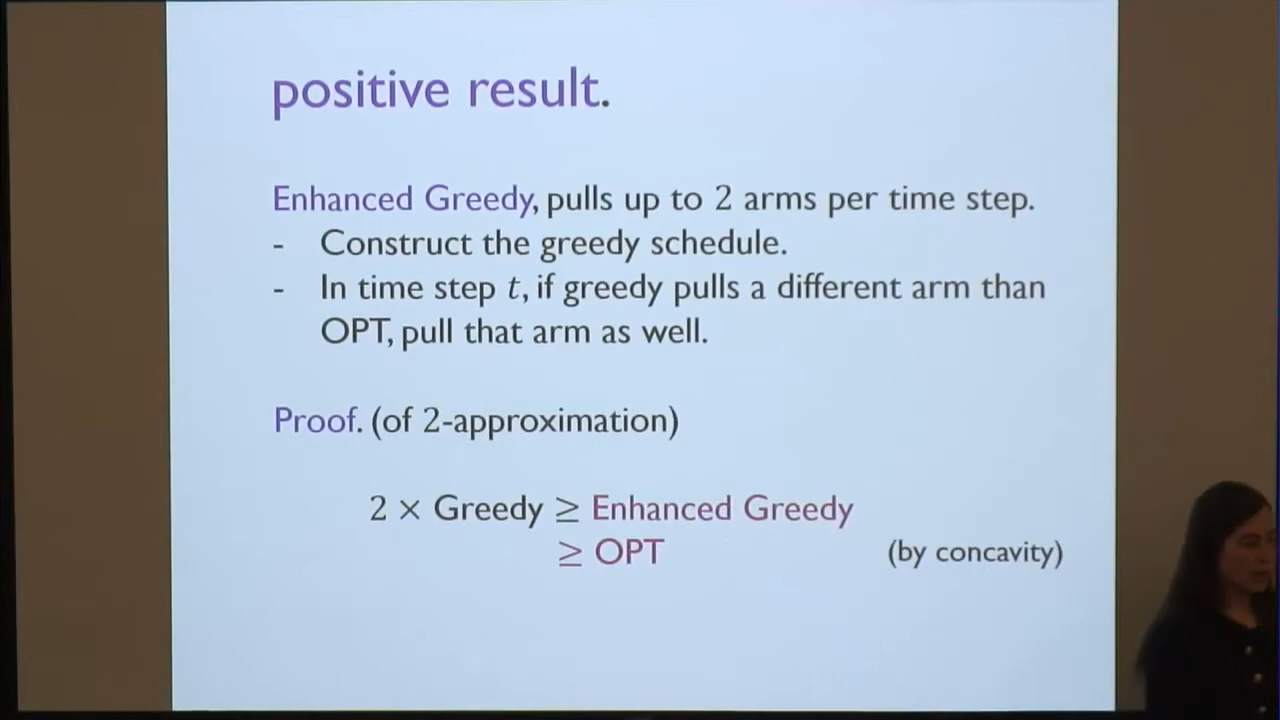 positive result.
Enhanced Greedy, pulls up to 2 arms per time step.
- Construct the greedy schedule.
- In time step t, if greedy pulls a different arm than
OPT, pull that arm as well.
Proof. (of 2-approximation)
2 × Greedy ≥ Enhanced Greedy
≥ OPT (by concavity)